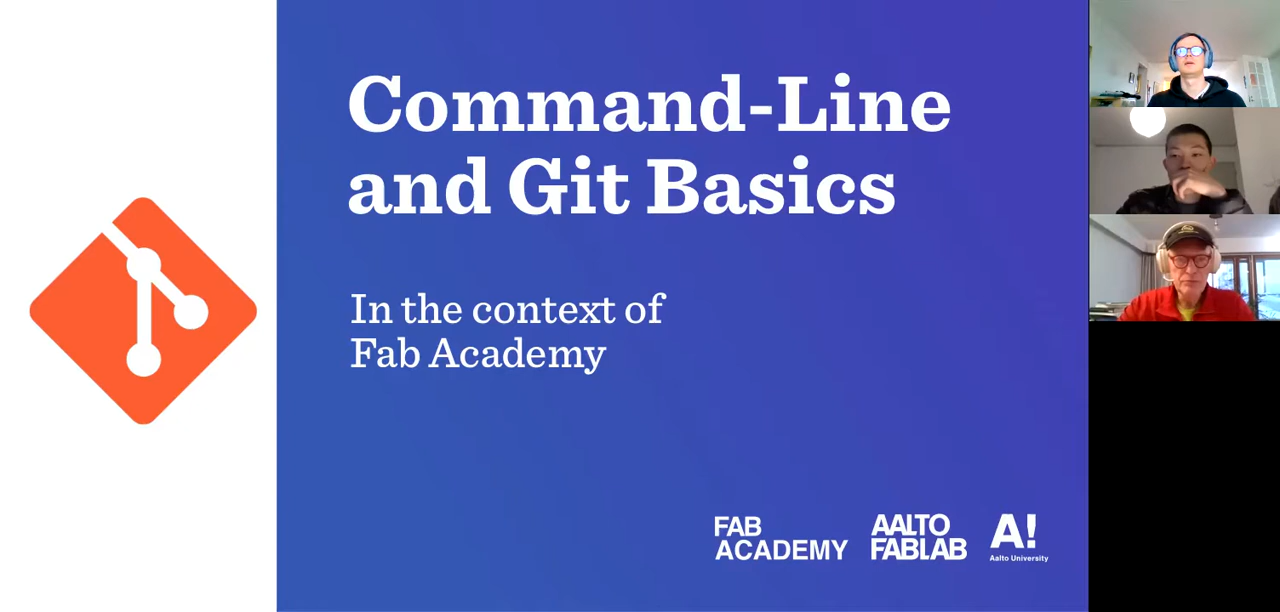 Command-Line
and Git Basics
In the context of
Fab Academy
FAB
ACADEMY
AALTO
FABLAB
A!
Aalto University